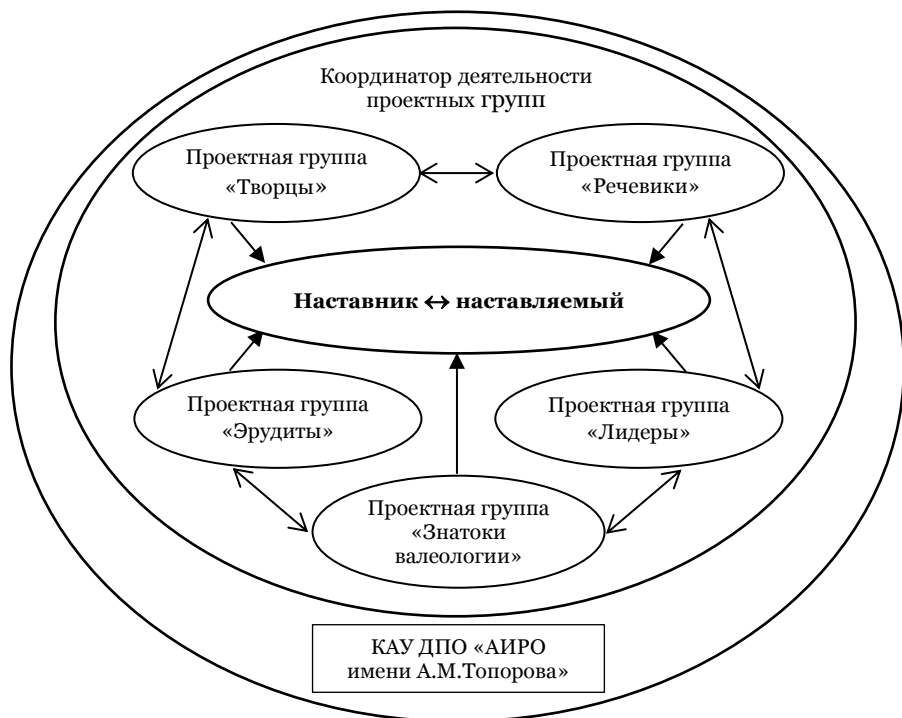 Координатор деятельности
проектных групп
Проектная группа
«Творцы»
Проектная группа
«Речевики»
Наставник ↔ наставляемый
Проектная группа
«Эрудиты»
Проектная группа
«Лидеры»
Проектная группа
«Знатоки
валеологии»
КАУ ДПО «АИРО
имени А.М.Топорова»